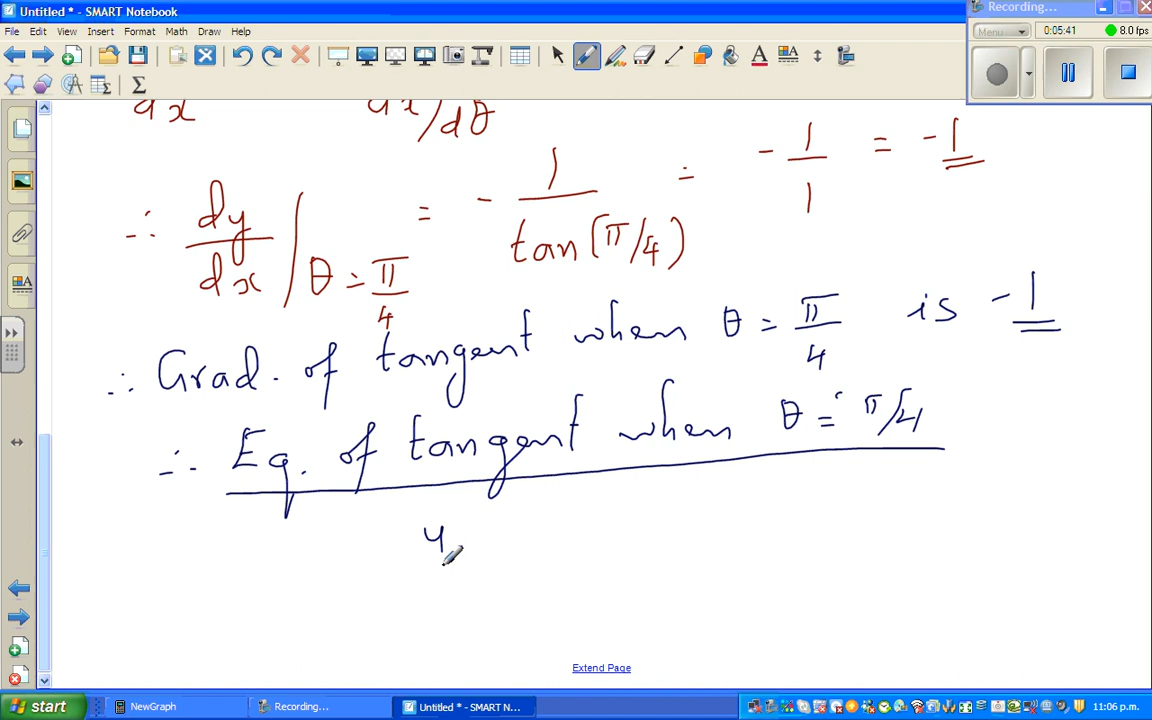 Untitled * - SMART Notebook
Recording...
File Edit View Insert Format Math Draw Help
Menu
0:05:41
8.0 fps
dx dx/dθ
∴ dy/dx | θ = π/4 = - 1/tan(π/4) = - 1/1 = -1
∴ Grad. of tangent when θ = π/4 is -1
∴ Eq. of tangent when θ = π/4
y
Extend Page
start NewGraph Recording... Untitled * - SMART N... 11:06 p.m.